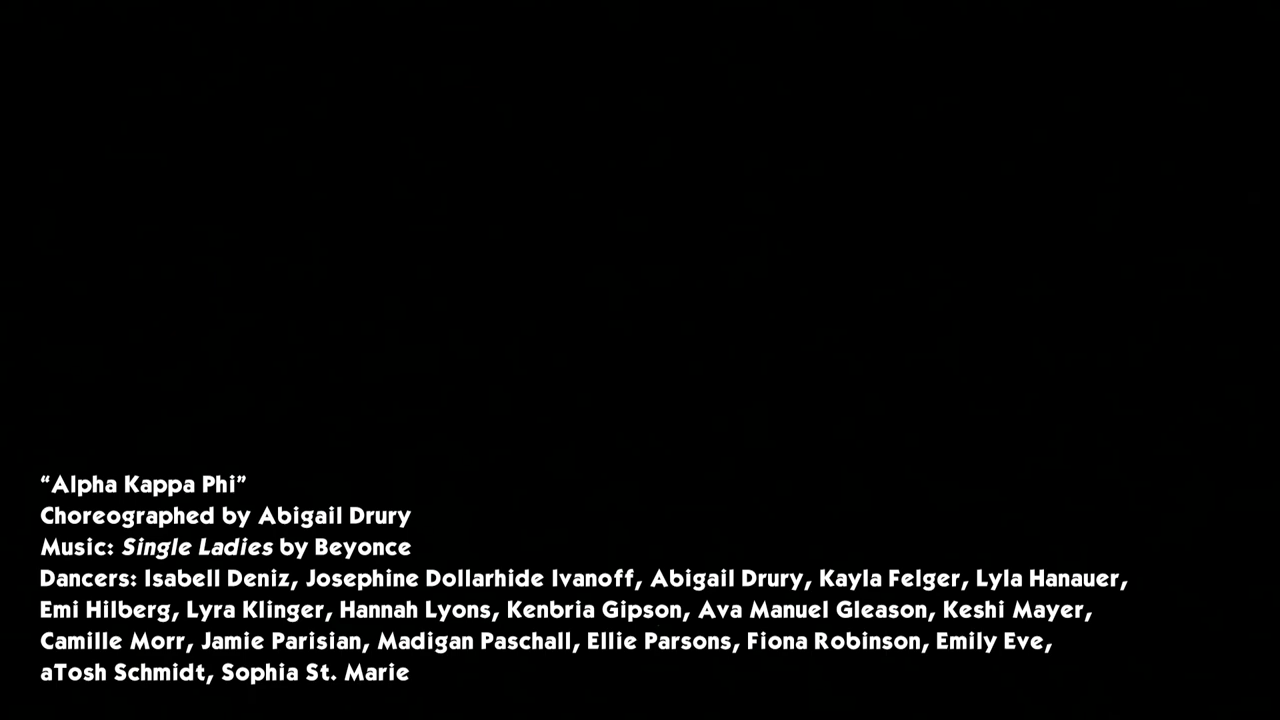 “Alpha Kappa Phi”
Choreographed by Abigail Drury
Music: Single Ladies by Beyonce
Dancers: Isabell Deniz, Josephine Dollarhide Ivanoff, Abigail Drury, Kayla Felger, Lyla Hanauer,
Emi Hilberg, Lyra Klinger, Hannah Lyons, Kenbria Gipson, Ava Manuel Gleason, Keshi Mayer,
Camille Morr, Jamie Parisian, Madigan Paschall, Ellie Parsons, Fiona Robinson, Emily Eve,
aTosh Schmidt, Sophia St. Marie